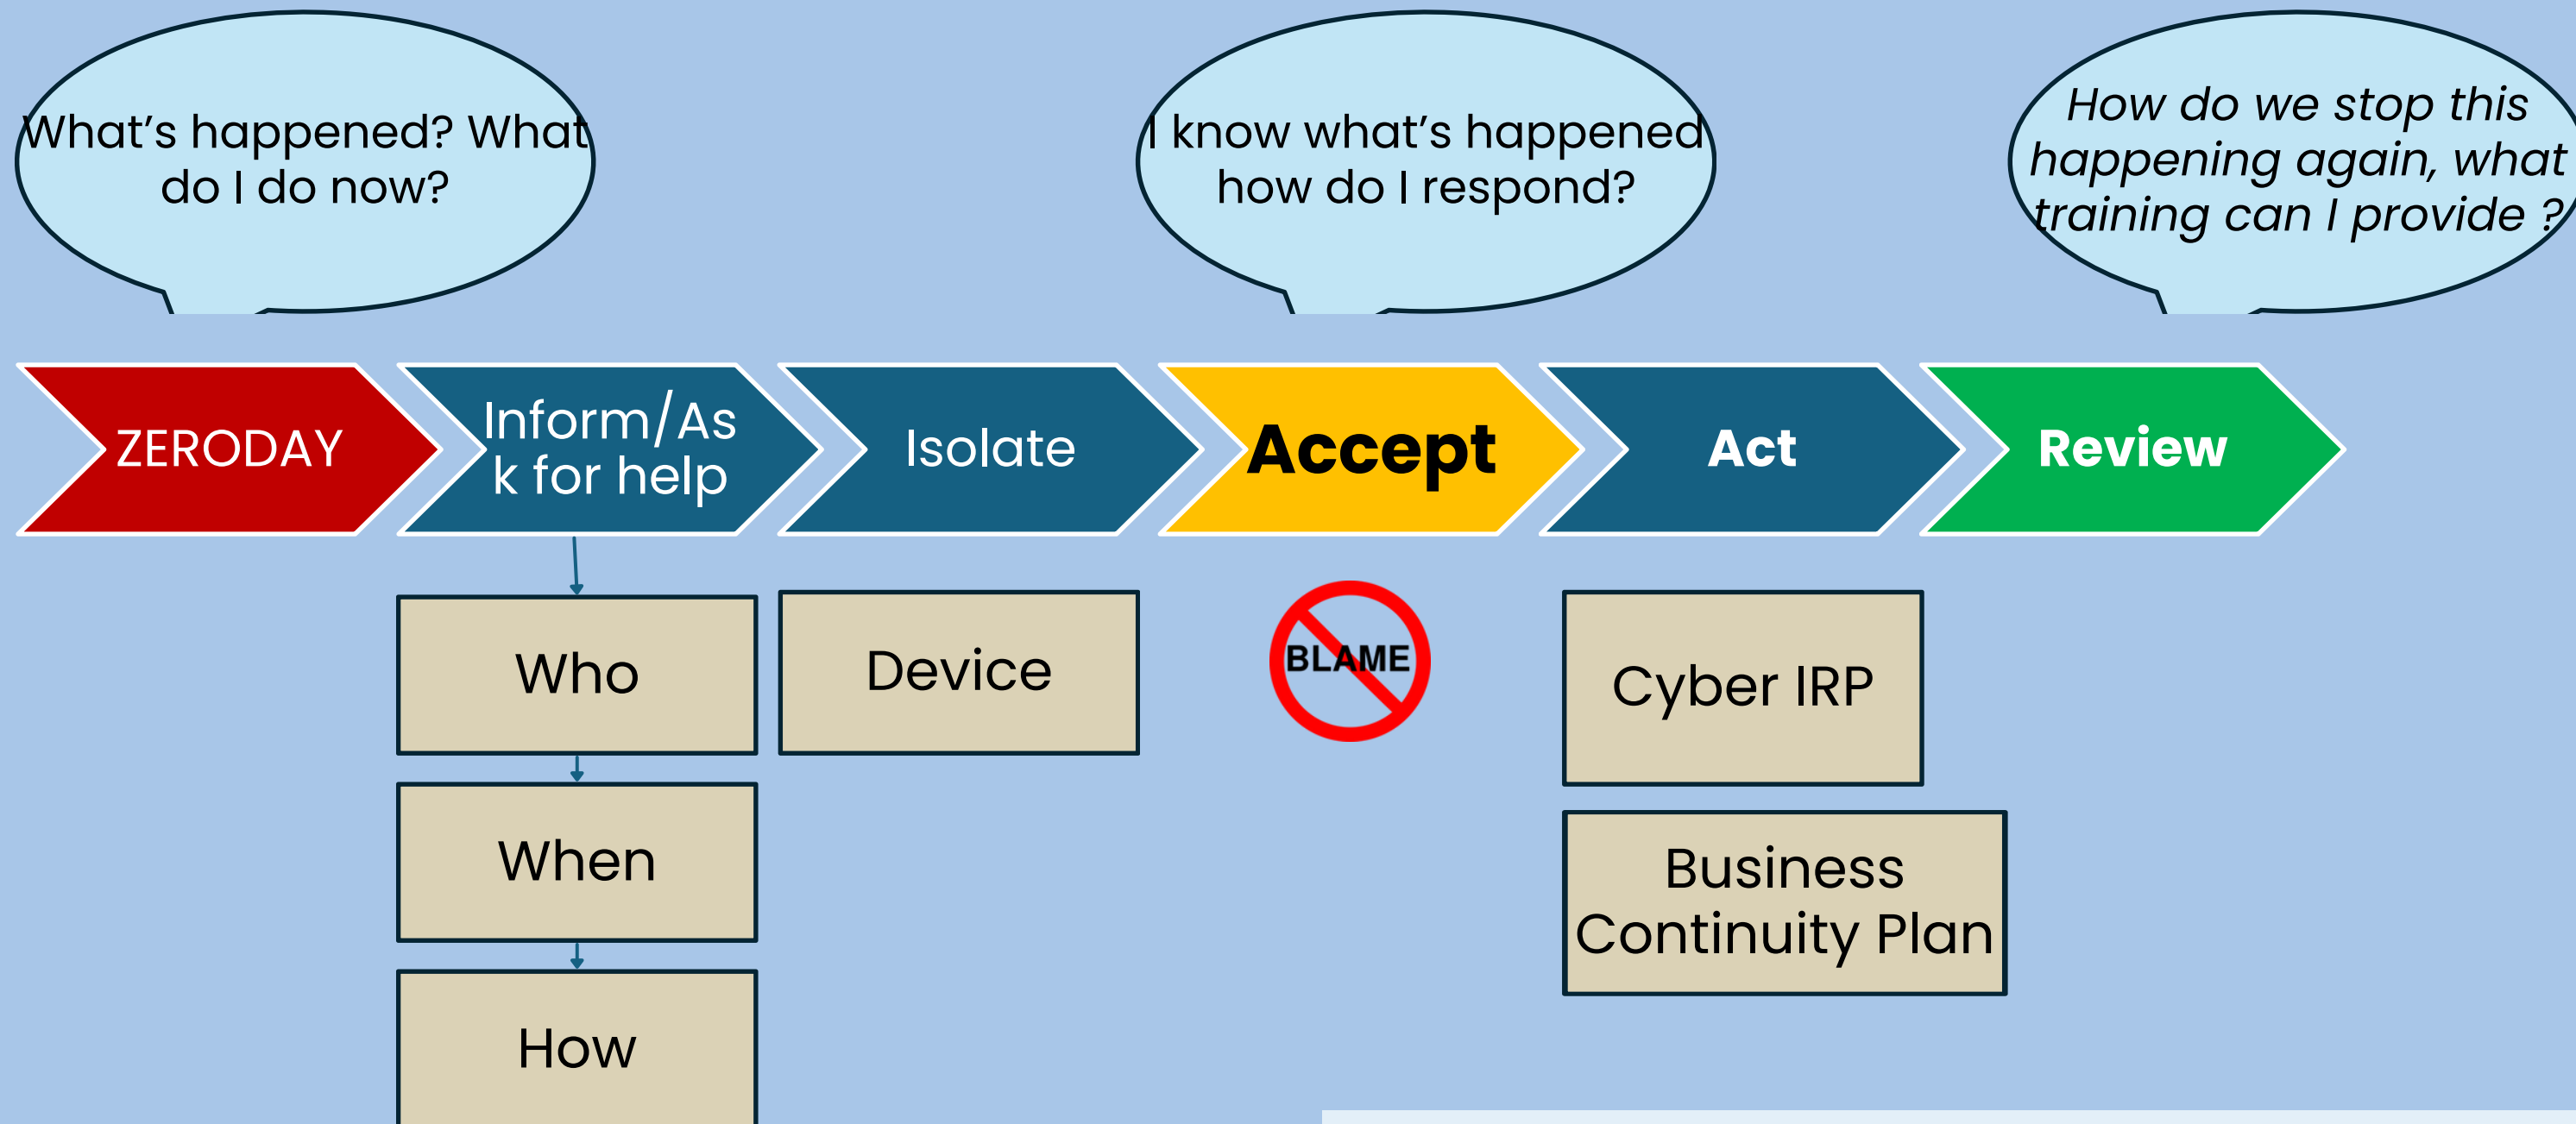 What's happened? What
do I do now?
I know what's happened
how do I respond?
How do we stop this
happening again, what
training can I provide ?
ZERODAY
Inform/As
k for help
Isolate
Accept
Act
Review
Who
Device
BLAME
Cyber IRP
When
Business
Continuity Plan
How